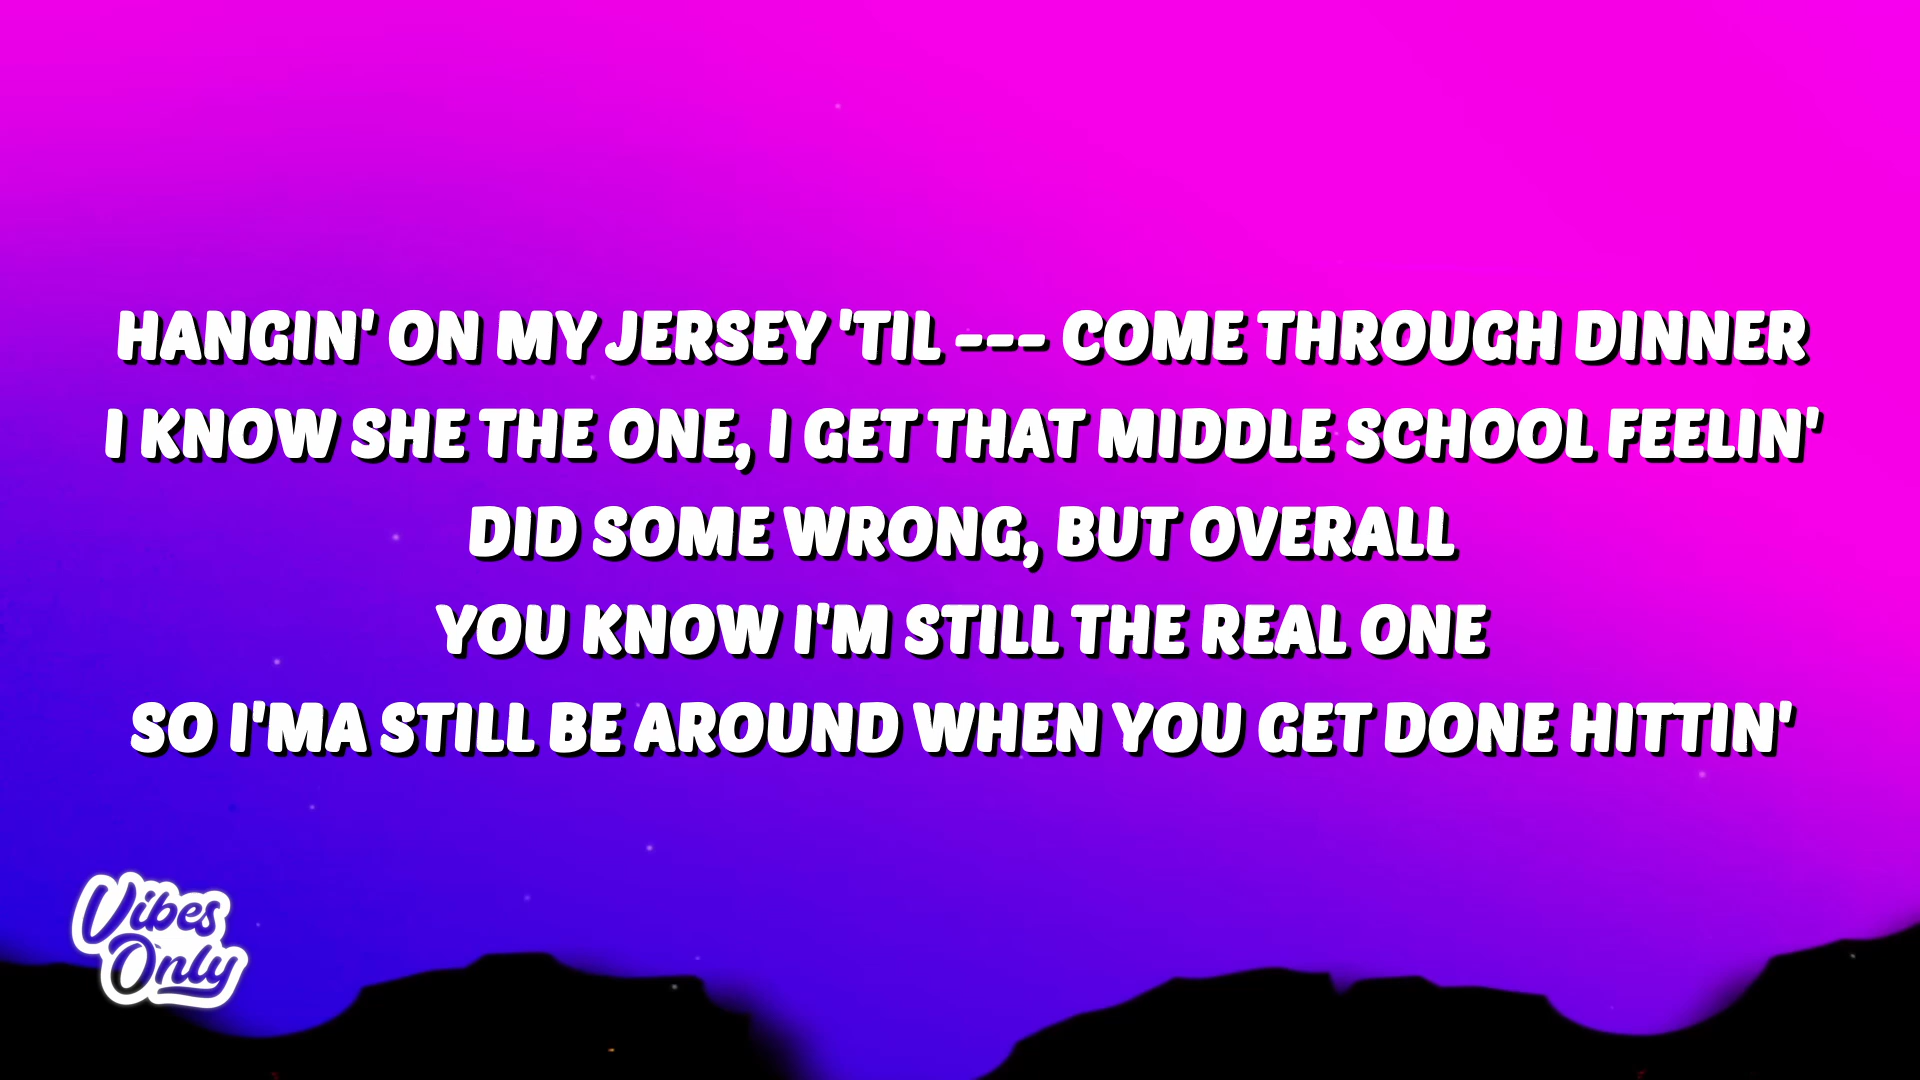 HANGIN' ON MY JERSEY 'TIL --- COME THROUGH DINNER
I KNOW SHE THE ONE, I GET THAT MIDDLE SCHOOL FEELIN'
DID SOME WRONG, BUT OVERALL
YOU KNOW I'M STILL THE REAL ONE
SO I'MA STILL BE AROUND WHEN YOU GET DONE HITTIN'
Vibes
Only